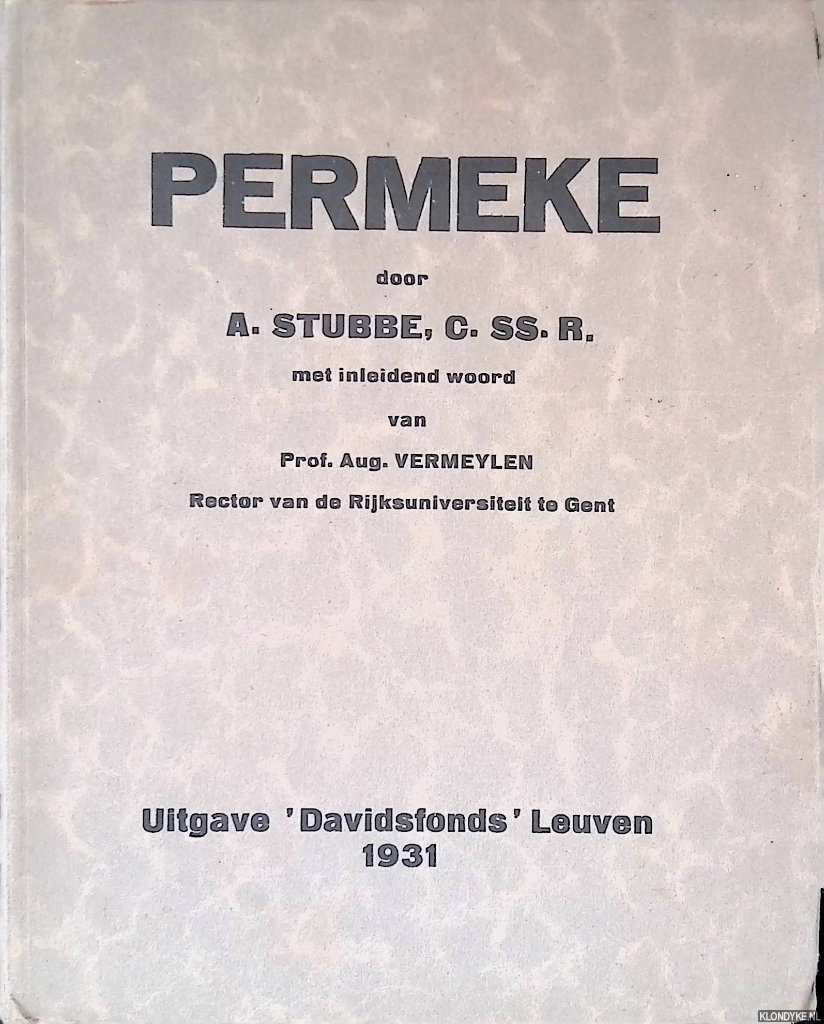 PERMEKE
door
A. STUBBE, C. SS. R.
met inleidend woord
van
Prof. Aug. VERMEYLEN
Rector van de Rijksuniversiteit te Gent
Uitgave 'Davidsfonds' Leuven
1931
KLONDYKE.NL